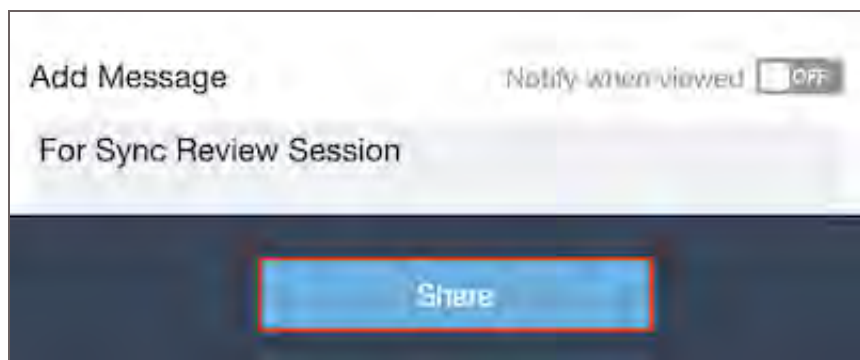 Add Message
Notify when viewed OFF
For Sync Review Session
Share